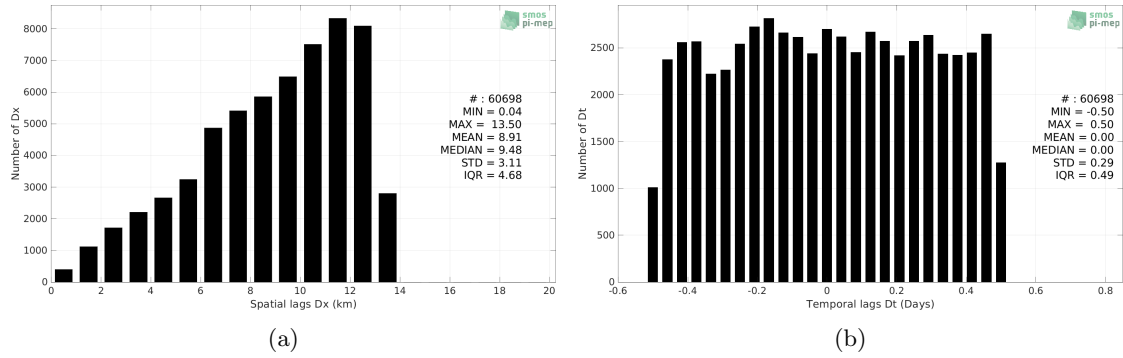 8000
7000
6000
5000
4000
3000
2000
1000
0
Number of Dx
smos
pi-mep
# : 60698
MIN = 0.04
MAX = 13.50
MEAN = 8.91
MEDIAN = 9.48
STD = 3.11
IQR = 4.68
0 2 4 6 8 10 12 14 16 18 20
Spatial lags Dx (km)
(a)
2500
2000
1500
1000
500
0
Number of Dt
smos
pi-mep
# : 60698
MIN = -0.50
MAX = 0.50
MEAN = 0.00
MEDIAN = 0.00
STD = 0.29
IQR = 0.49
-0.6 -0.4 -0.2 0 0.2 0.4 0.6 0.8
Temporal lags Dt (Days)
(b)